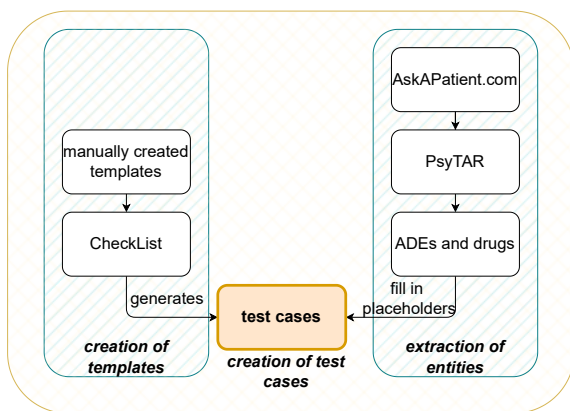 manually created
templates
CheckList
generates
creation of
templates
test cases
creation of test
cases
AskAPatient.com
PsyTAR
ADEs and drugs
fill in
placeholders
extraction of
entities